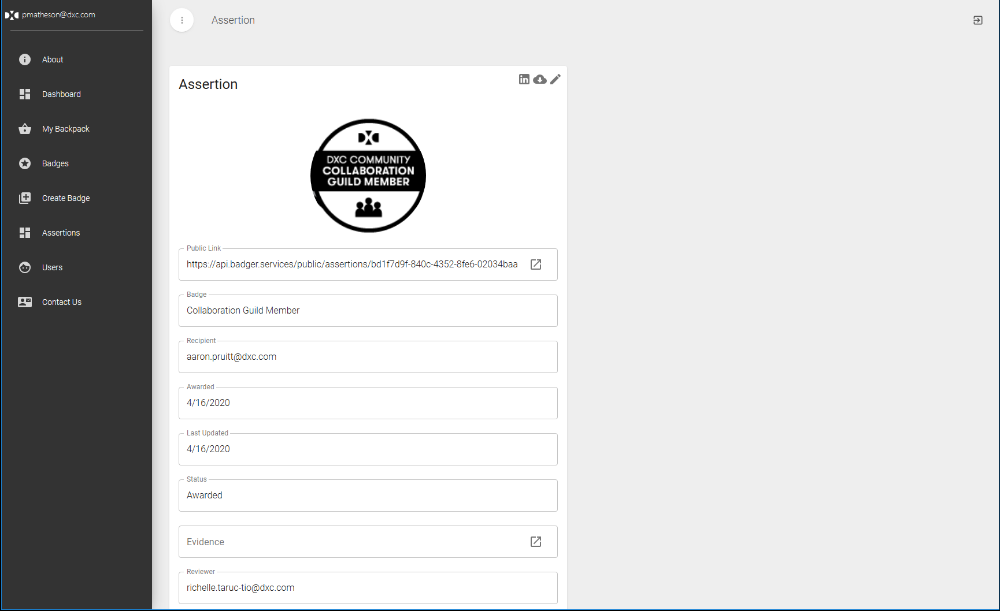 pmatheson@dxc.com
About
Dashboard
My Backpack
Badges
Create Badge
Assertions
Users
Contact Us
Assertion
Assertion
DXC
DXC COMMUNITY
COLLABORATION
GUILD MEMBER
Public Link
https://api.badger.services/public/assertions/bd1f7d9f-840c-4352-8fe6-02034baa
Badge
Collaboration Guild Member
Recipient
aaron.pruitt@dxc.com
Awarded
4/16/2020
Last Updated
4/16/2020
Status
Awarded
Evidence
Reviewer
richelle.taruc-tio@dxc.com